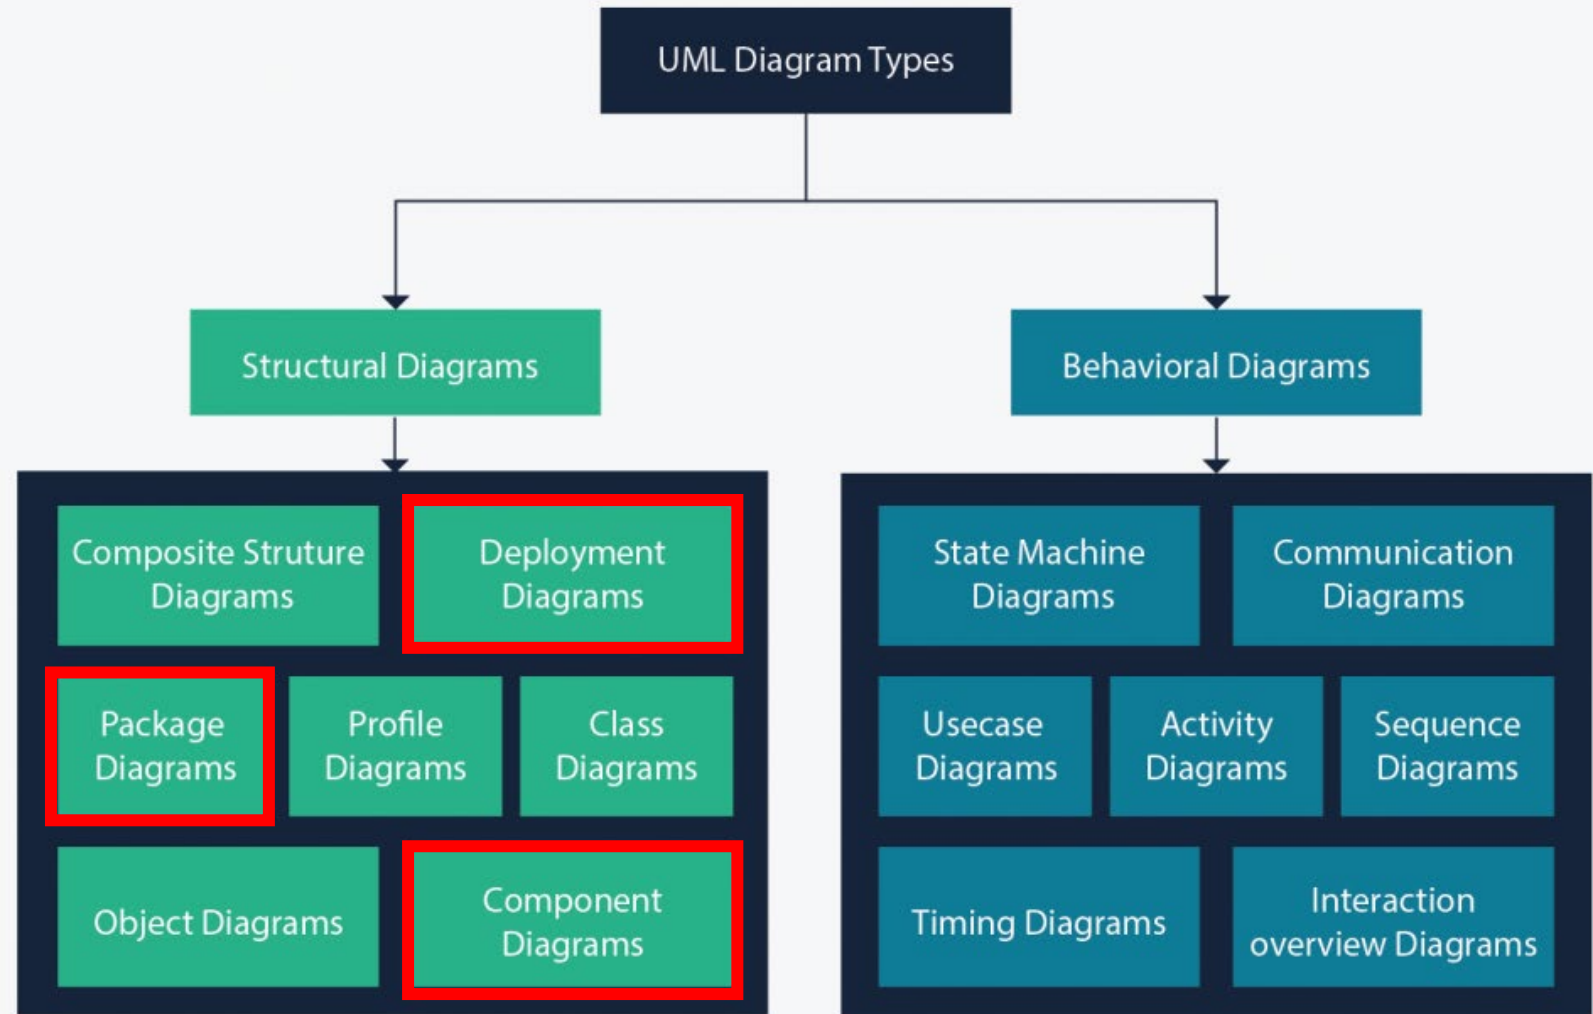 UML Diagram Types
Structural Diagrams
Behavioral Diagrams
Composite Struture
Diagrams
Deployment
Diagrams
Package
Diagrams
Profile
Diagrams
Class
Diagrams
Object Diagrams
Component
Diagrams
State Machine
Diagrams
Communication
Diagrams
Usecase
Diagrams
Activity
Diagrams
Sequence
Diagrams
Timing Diagrams
Interaction
overview Diagrams